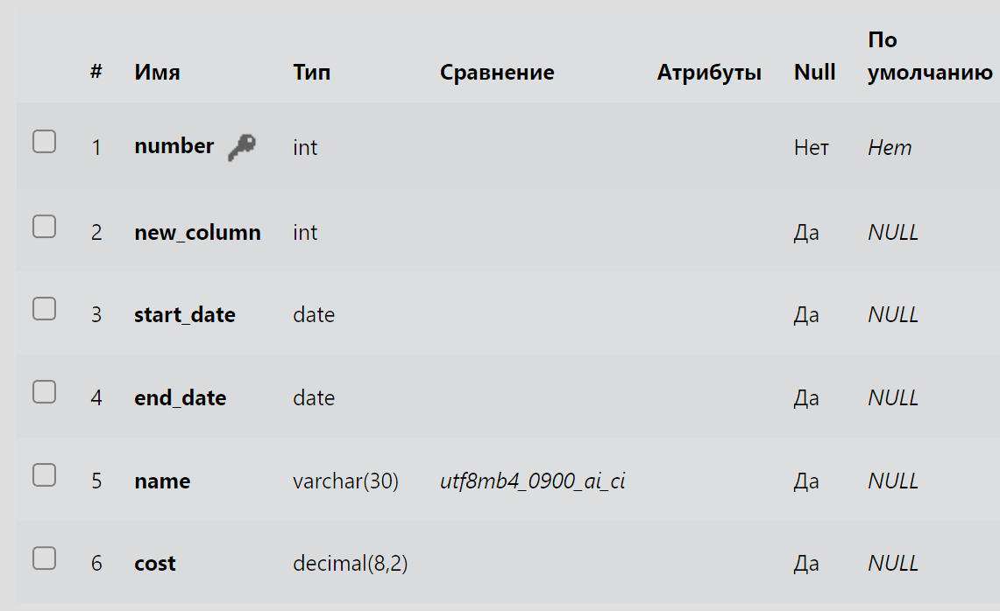 # Имя Тип Сравнение Атрибуты Null По умолчанию
1 number int Нет Нет
2 new_column int Да NULL
3 start_date date Да NULL
4 end_date date Да NULL
5 name varchar(30) utf8mb4_0900_ai_ci Да NULL
6 cost decimal(8,2) Да NULL